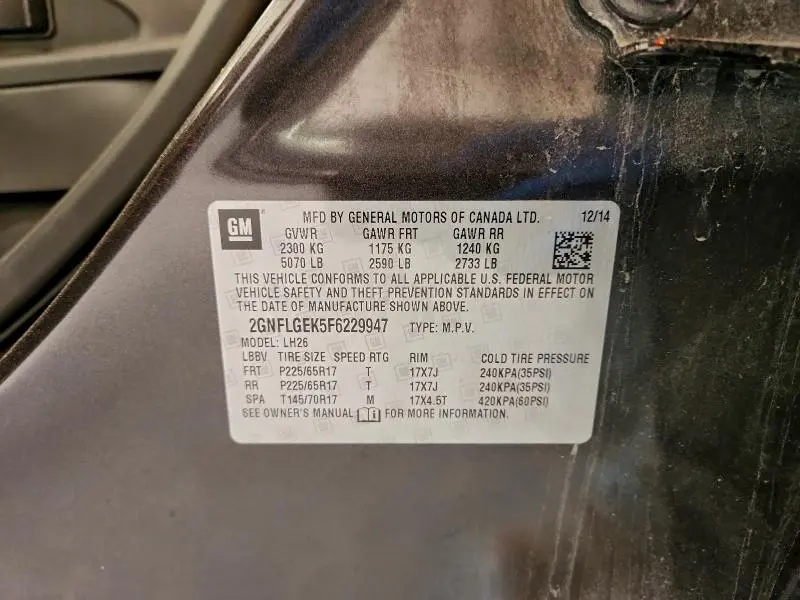 GM MFD BY GENERAL MOTORS OF CANADA LTD. 12/14
GVWR GAWR FRT GAWR RR
2300 KG 1175 KG 1240 KG
5070 LB 2590 LB 2733 LB
THIS VEHICLE CONFORMS TO ALL APPLICABLE U.S. FEDERAL MOTOR
VEHICLE SAFETY AND THEFT PREVENTION STANDARDS IN EFFECT ON
THE DATE OF MANUFACTURE SHOWN ABOVE.
2GNFLGEK5F6229947 TYPE: M.P.V.
MODEL: LH26
LBBV TIRE SIZE SPEED RTG RIM COLD TIRE PRESSURE
FRT P225/65R17 T 17X7J 240KPA(35PSI)
RR P225/65R17 T 17X7J 240KPA(35PSI)
SPA T145/70R17 M 17X4.5T 420KPA(60PSI)
SEE OWNER'S MANUAL FOR MORE INFORMATION.